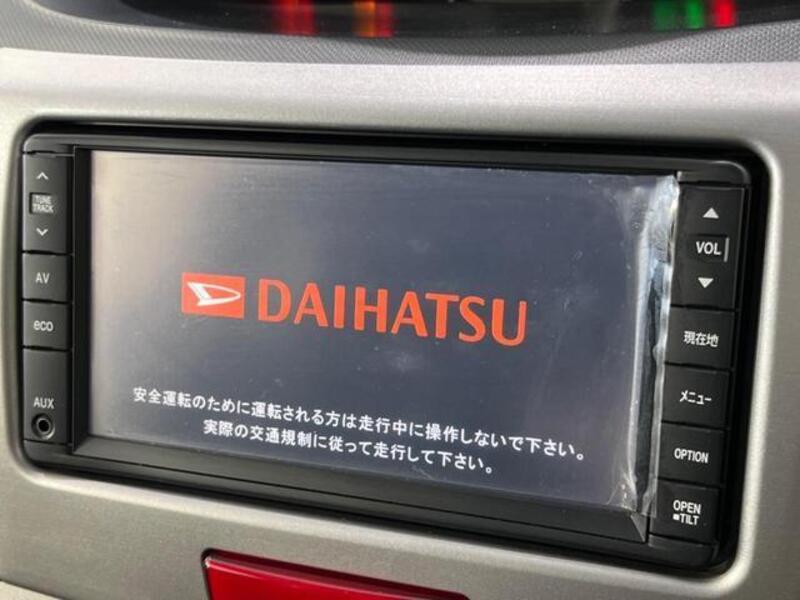 TUNE
TRACK
AV
eco
AUX
DAIHATSU
安全運転のために運転される方は走行中に操作しないで下さい。
実際の交通規制に従って走行して下さい。
VOL
現在地
メニュー
OPTION
OPEN
■TILT